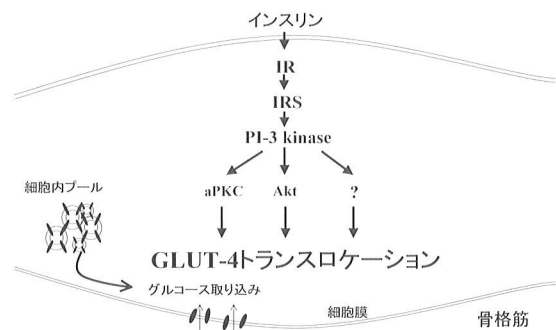 インスリン
IR
IRS
PI-3 kinase
aPKC Akt ?
細胞内プール
GLUT-4トランスロケーション
グルコース取り込み
細胞膜
骨格筋